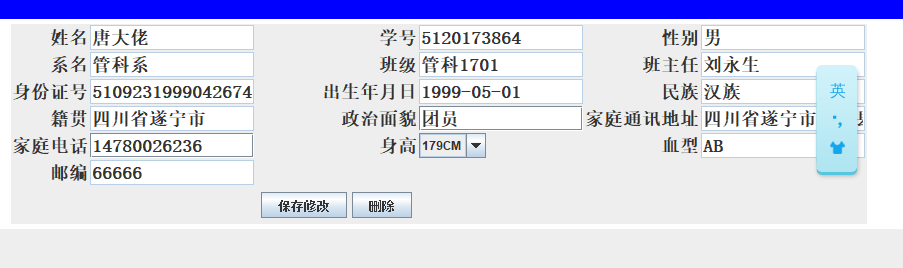 姓名 唐大佬 学号 5120173864 性别 男
系名 管科系 班级 管科1701 班主任 刘永生
身份证号 5109231999042674 出生年月日 1999-05-01 民族 汉族
籍贯 四川省遂宁市 政治面貌 团员 家庭通讯地址 四川省遂宁市
家庭电话 14780026236 身高 179CM 血型 AB
邮编 66666
保存修改 删除
英